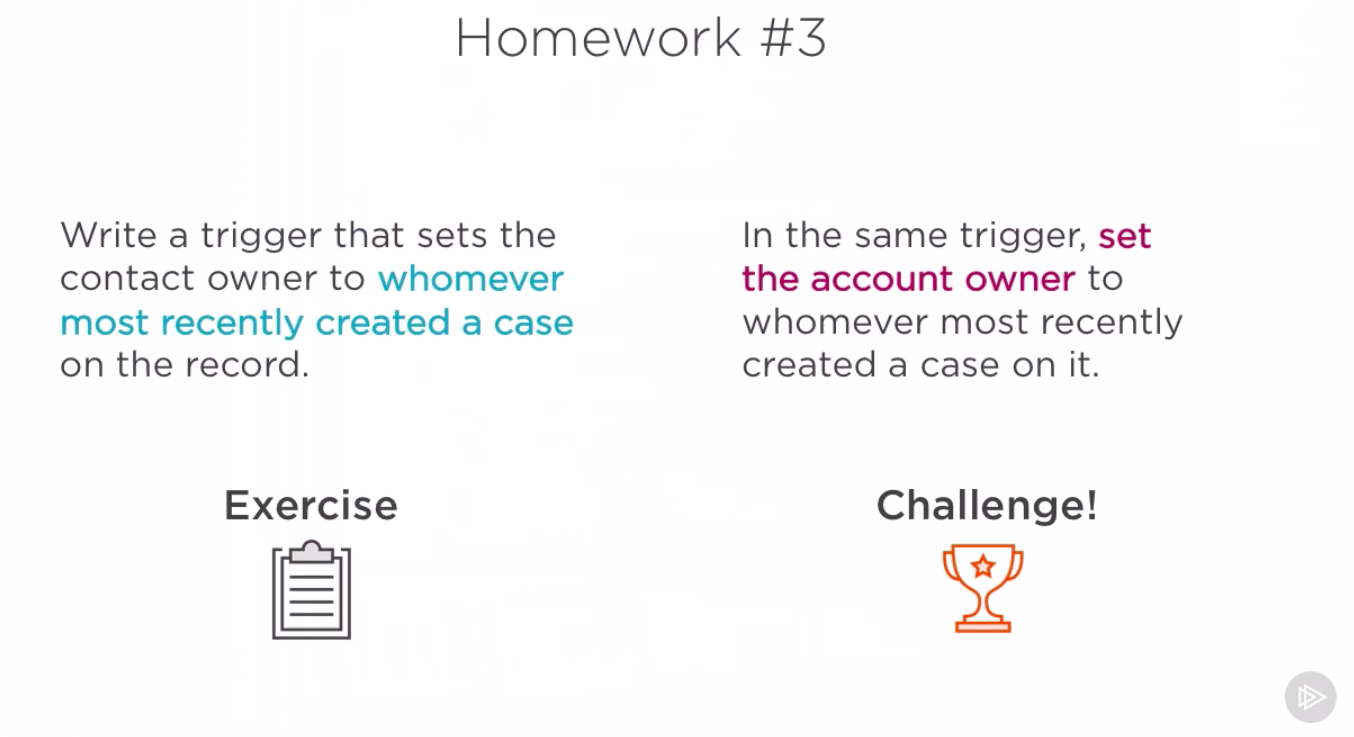 Homework #3
Write a trigger that sets the
contact owner to whomever
most recently created a case
on the record.
Exercise
In the same trigger, set
the account owner to
whomever most recently
created a case on it.
Challenge!